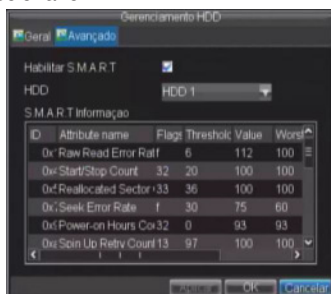 Gerenciamento HDD
Geral Avançado
Habilitar S.M.A.R.T
HDD HDD 1
S.M.A.R.T Informaçao
ID Attribute name Flags Threshold Value Worst
Raw Read Error Rat f 6 112 100
Start/Stop Count 32 20 100 100
Reallocated Sector 33 36 100 100
Seek Error Rate f 30 75 60
Power-on Hours Cou 32 0 93 93
Spin Up Retry Count 13 97 100 100
Aplicar OK Cancelar